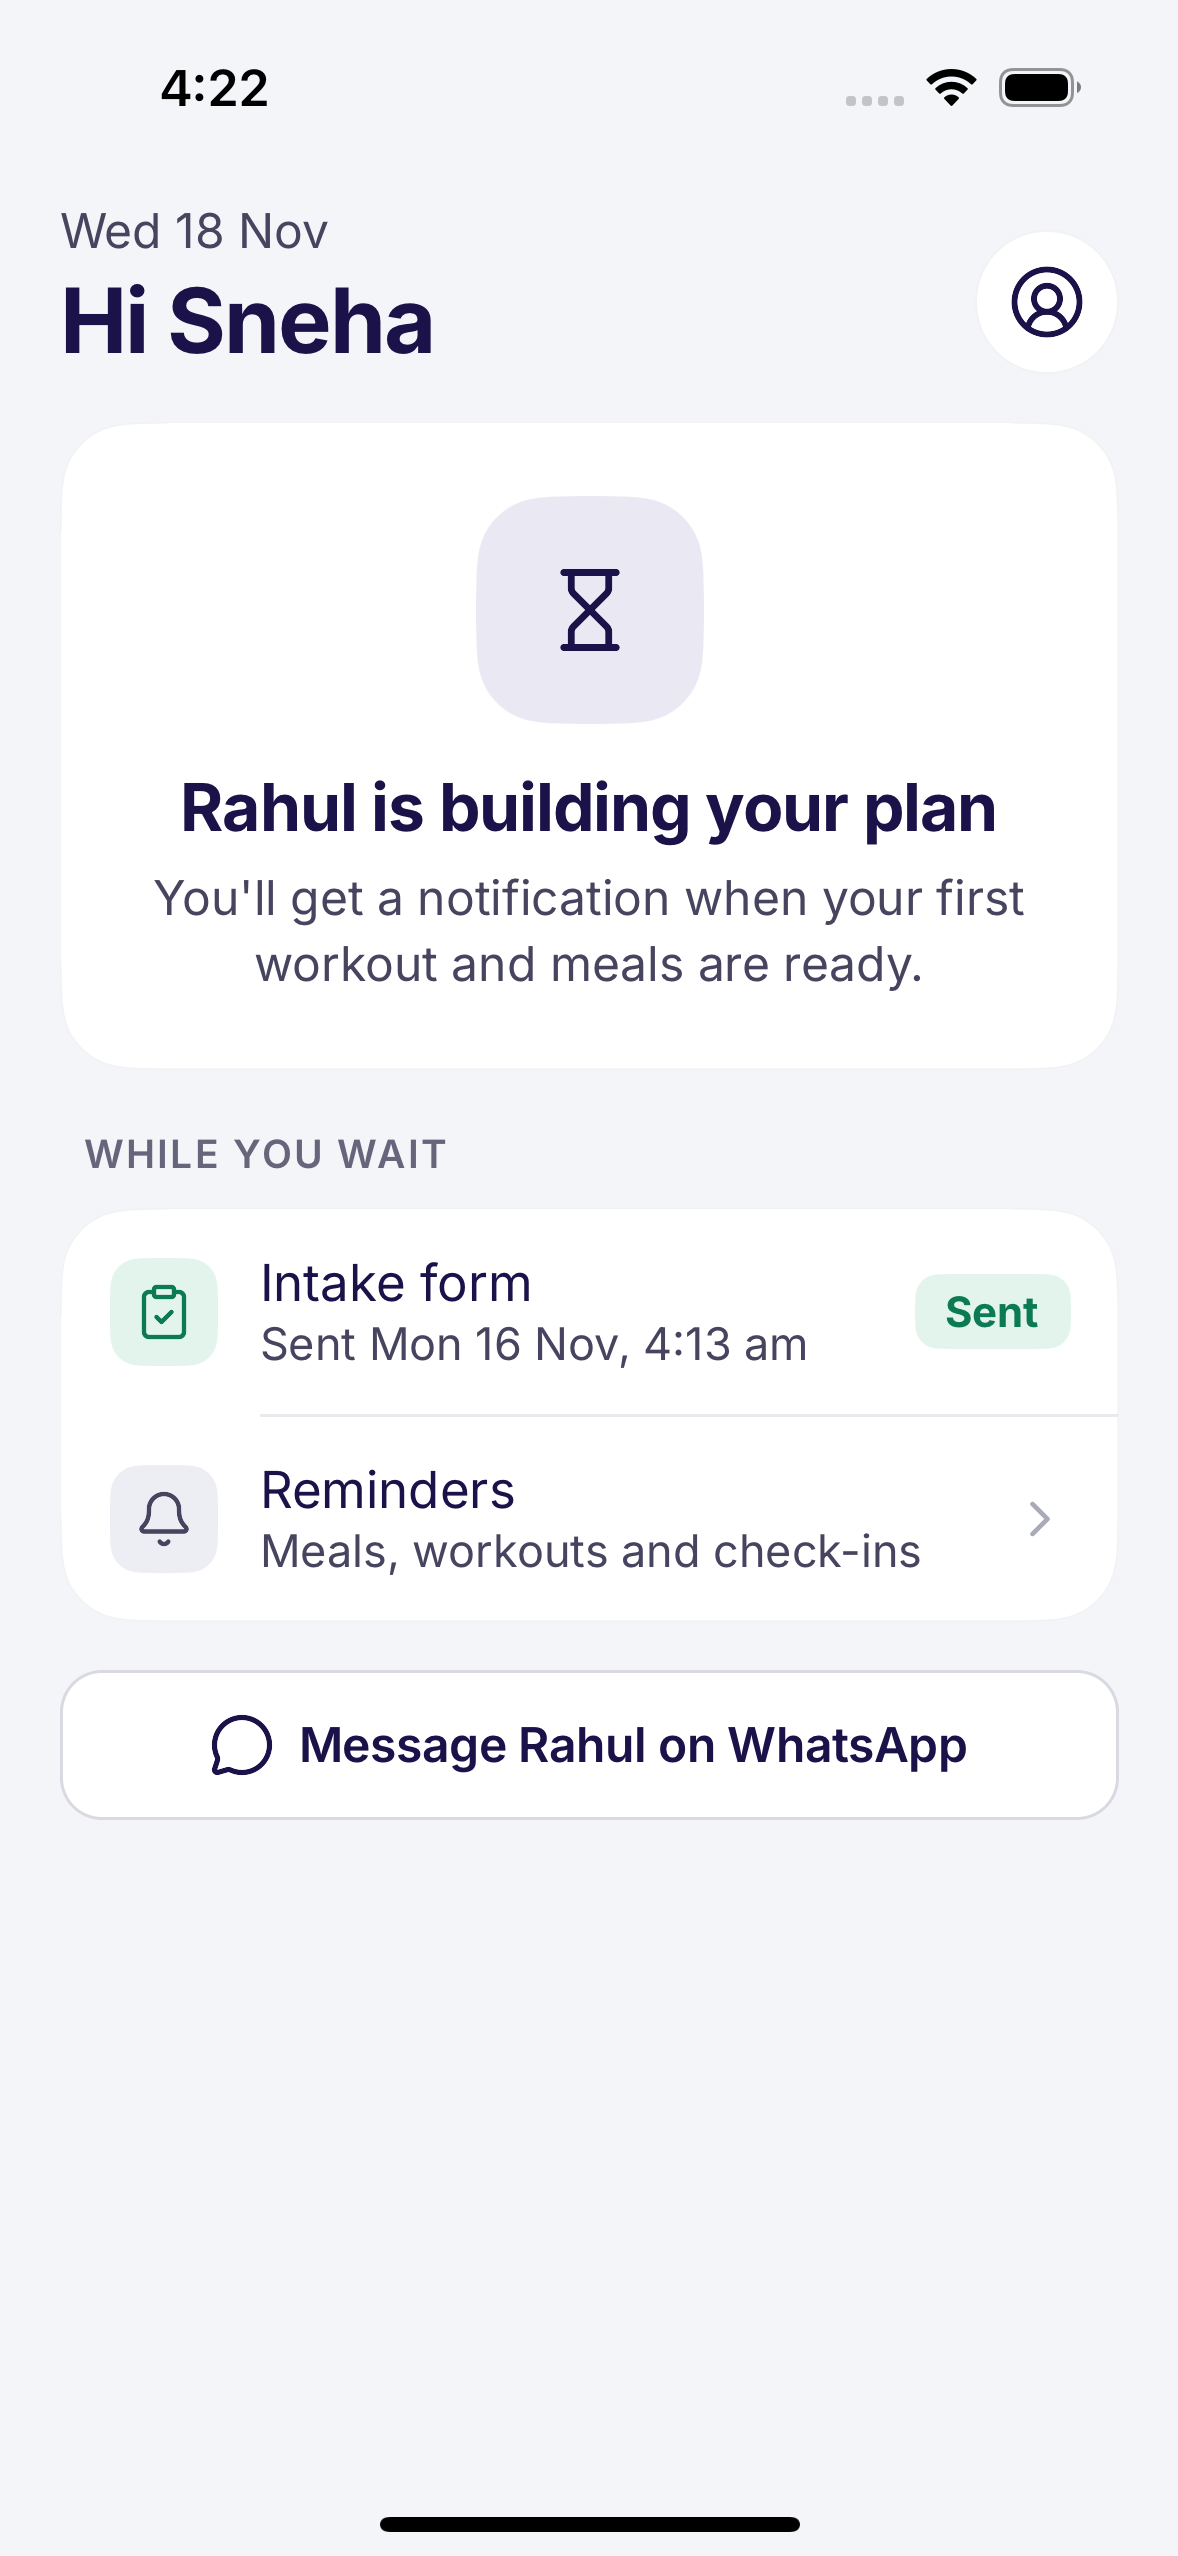 4:22
Wed 18 Nov
Hi Sneha
Rahul is building your plan
You'll get a notification when your first
workout and meals are ready.
WHILE YOU WAIT
Intake form
Sent Mon 16 Nov, 4:13 am
Sent
Reminders
Meals, workouts and check-ins
Message Rahul on WhatsApp